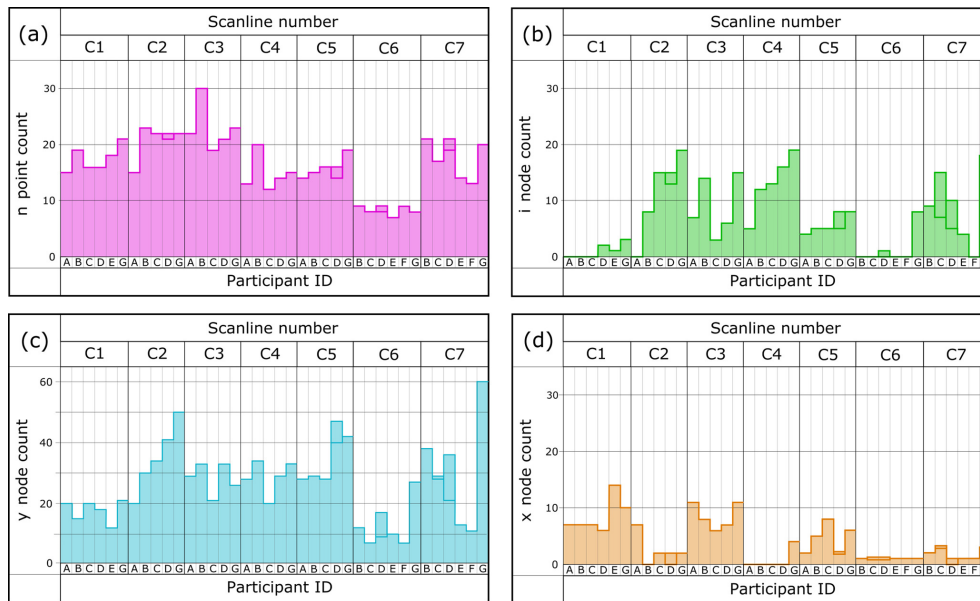 (a)
Scanline number
C1 C2 C3 C4 C5 C6 C7
n point count
30
20
10
0
A B C D E G A B C D G A B C D G A B C D G A B C D G B C D E F G B C D E F G
Participant ID
(b)
Scanline number
C1 C2 C3 C4 C5 C6 C7
i node count
30
20
10
0
A B C D E G A B C D G A B C D G A B C D G A B C D G B C D E F G B C D E F
Participant ID
(c)
Scanline number
C1 C2 C3 C4 C5 C6 C7
y node count
60
40
20
0
A B C D E G A B C D G A B C D G A B C D G A B C D G B C D E F G B C D E F G
Participant ID
(d)
Scanline number
C1 C2 C3 C4 C5 C6 C7
x node count
30
20
10
0
A B C D E G A B C D G A B C D G A B C D G A B C D G B C D E F G B C D E F
Participant ID